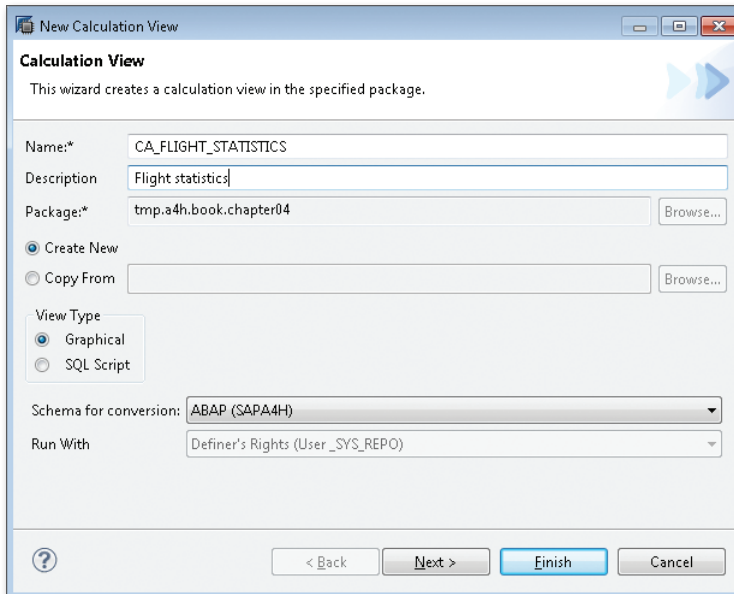 New Calculation View
Calculation View
This wizard creates a calculation view in the specified package.
Name:* CA_FLIGHT_STATISTICS
Description Flight statistics
Package:* tmp.a4h.book.chapter04 Browse...
Create New
Copy From Browse...
View Type
Graphical
SQL Script
Schema for conversion: ABAP (SAPA4H)
Run With Definer's Rights (User _SYS_REPO)
? < Back Next > Finish Cancel